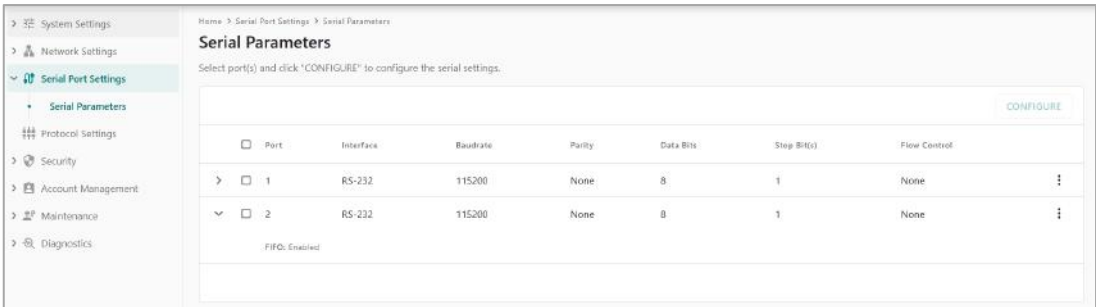 System Settings
Network Settings
Serial Port Settings
Serial Parameters
Protocol Settings
Security
Account Management
Maintenance
Diagnostics
Home > Serial Port Settings > Serial Parameters
Serial Parameters
Select port(s) and click "CONFIGURE" to configure the serial settings.
CONFIGURE
Port Interface Baudrate Parity Data Bits Stop Bit(s) Flow Control
1 RS-232 115200 None 8 1 None
2 RS-232 115200 None 8 1 None
FIFO: Enabled